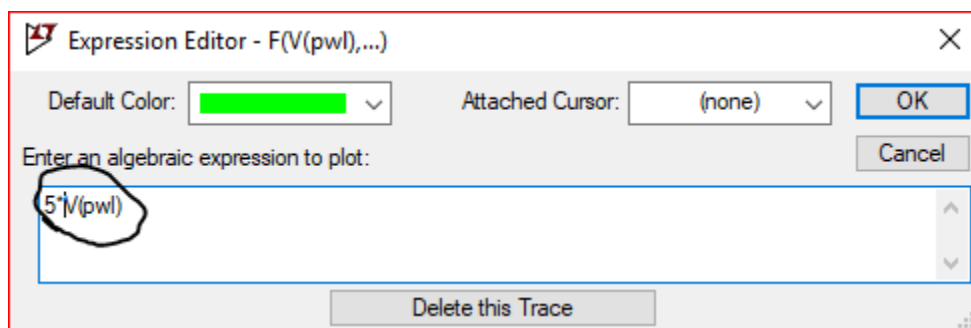 Expression Editor - F(V(pwl),...)
Default Color: Attached Cursor: (none) OK
Enter an algebraic expression to plot: Cancel
5*V(pwl)
Delete this Trace